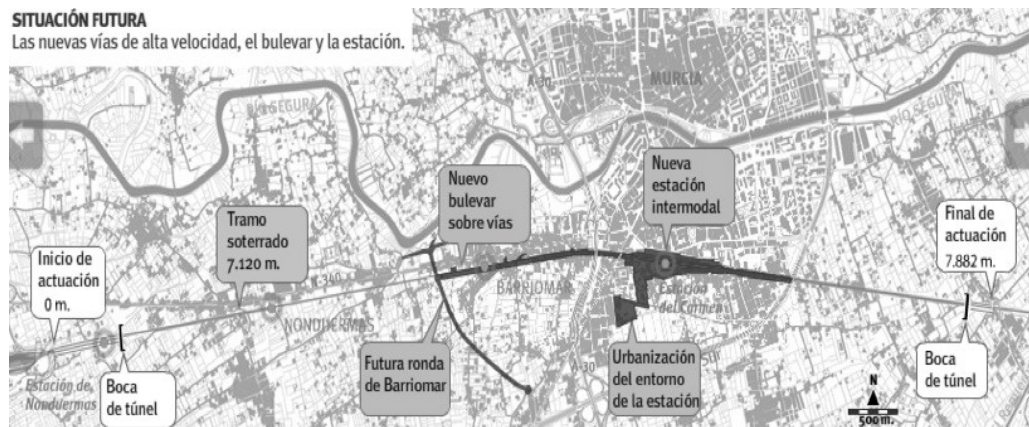 SITUACIÓN FUTURA
Las nuevas vías de alta velocidad, el bulevar y la estación.
A-30
MURCIA
RÍO SEGURA
RÍO SEGURA
Nuevo
bulevar
sobre vías
Nueva
estación
intermodal
Tramo
soterrado
7.120 m.
Final de
actuación
7.882 m.
Inicio de
actuación
0 m.
N-340
BARRIOMAR
Estación
del Carmen
NONDUERMAS
Futura ronda
de Barriomar
A-30
Urbanización
del entorno
de la estación
Boca
de túnel
Boca
de túnel
Estación de
Nonduermas
N
500 m.